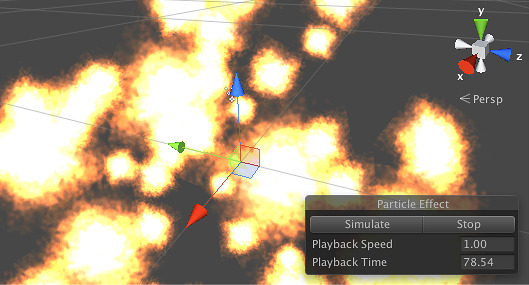 y
z
x
< Persp
Particle Effect
Simulate Stop
Playback Speed 1.00
Playback Time 78.54